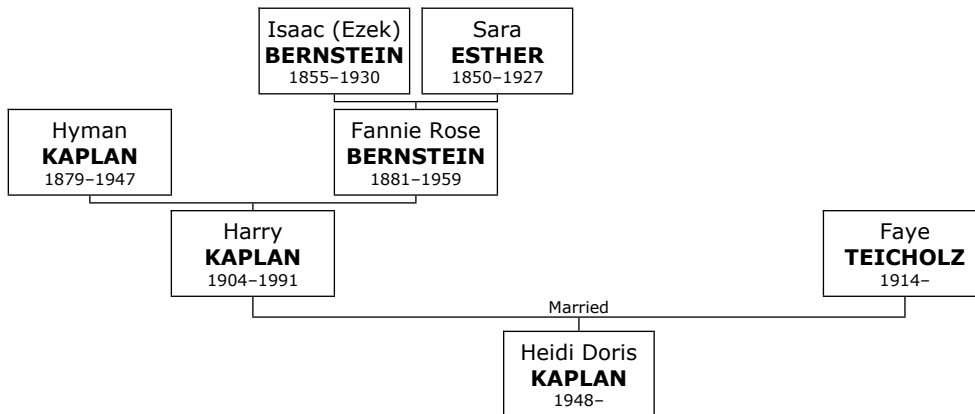 Isaac (Ezek)
BERNSTEIN
1855–1930
Sara
ESTHER
1850–1927
Hyman
KAPLAN
1879–1947
Fannie Rose
BERNSTEIN
1881–1959
Harry
KAPLAN
1904–1991
Faye
TEICHOLZ
1914–
Married
Heidi Doris
KAPLAN
1948–